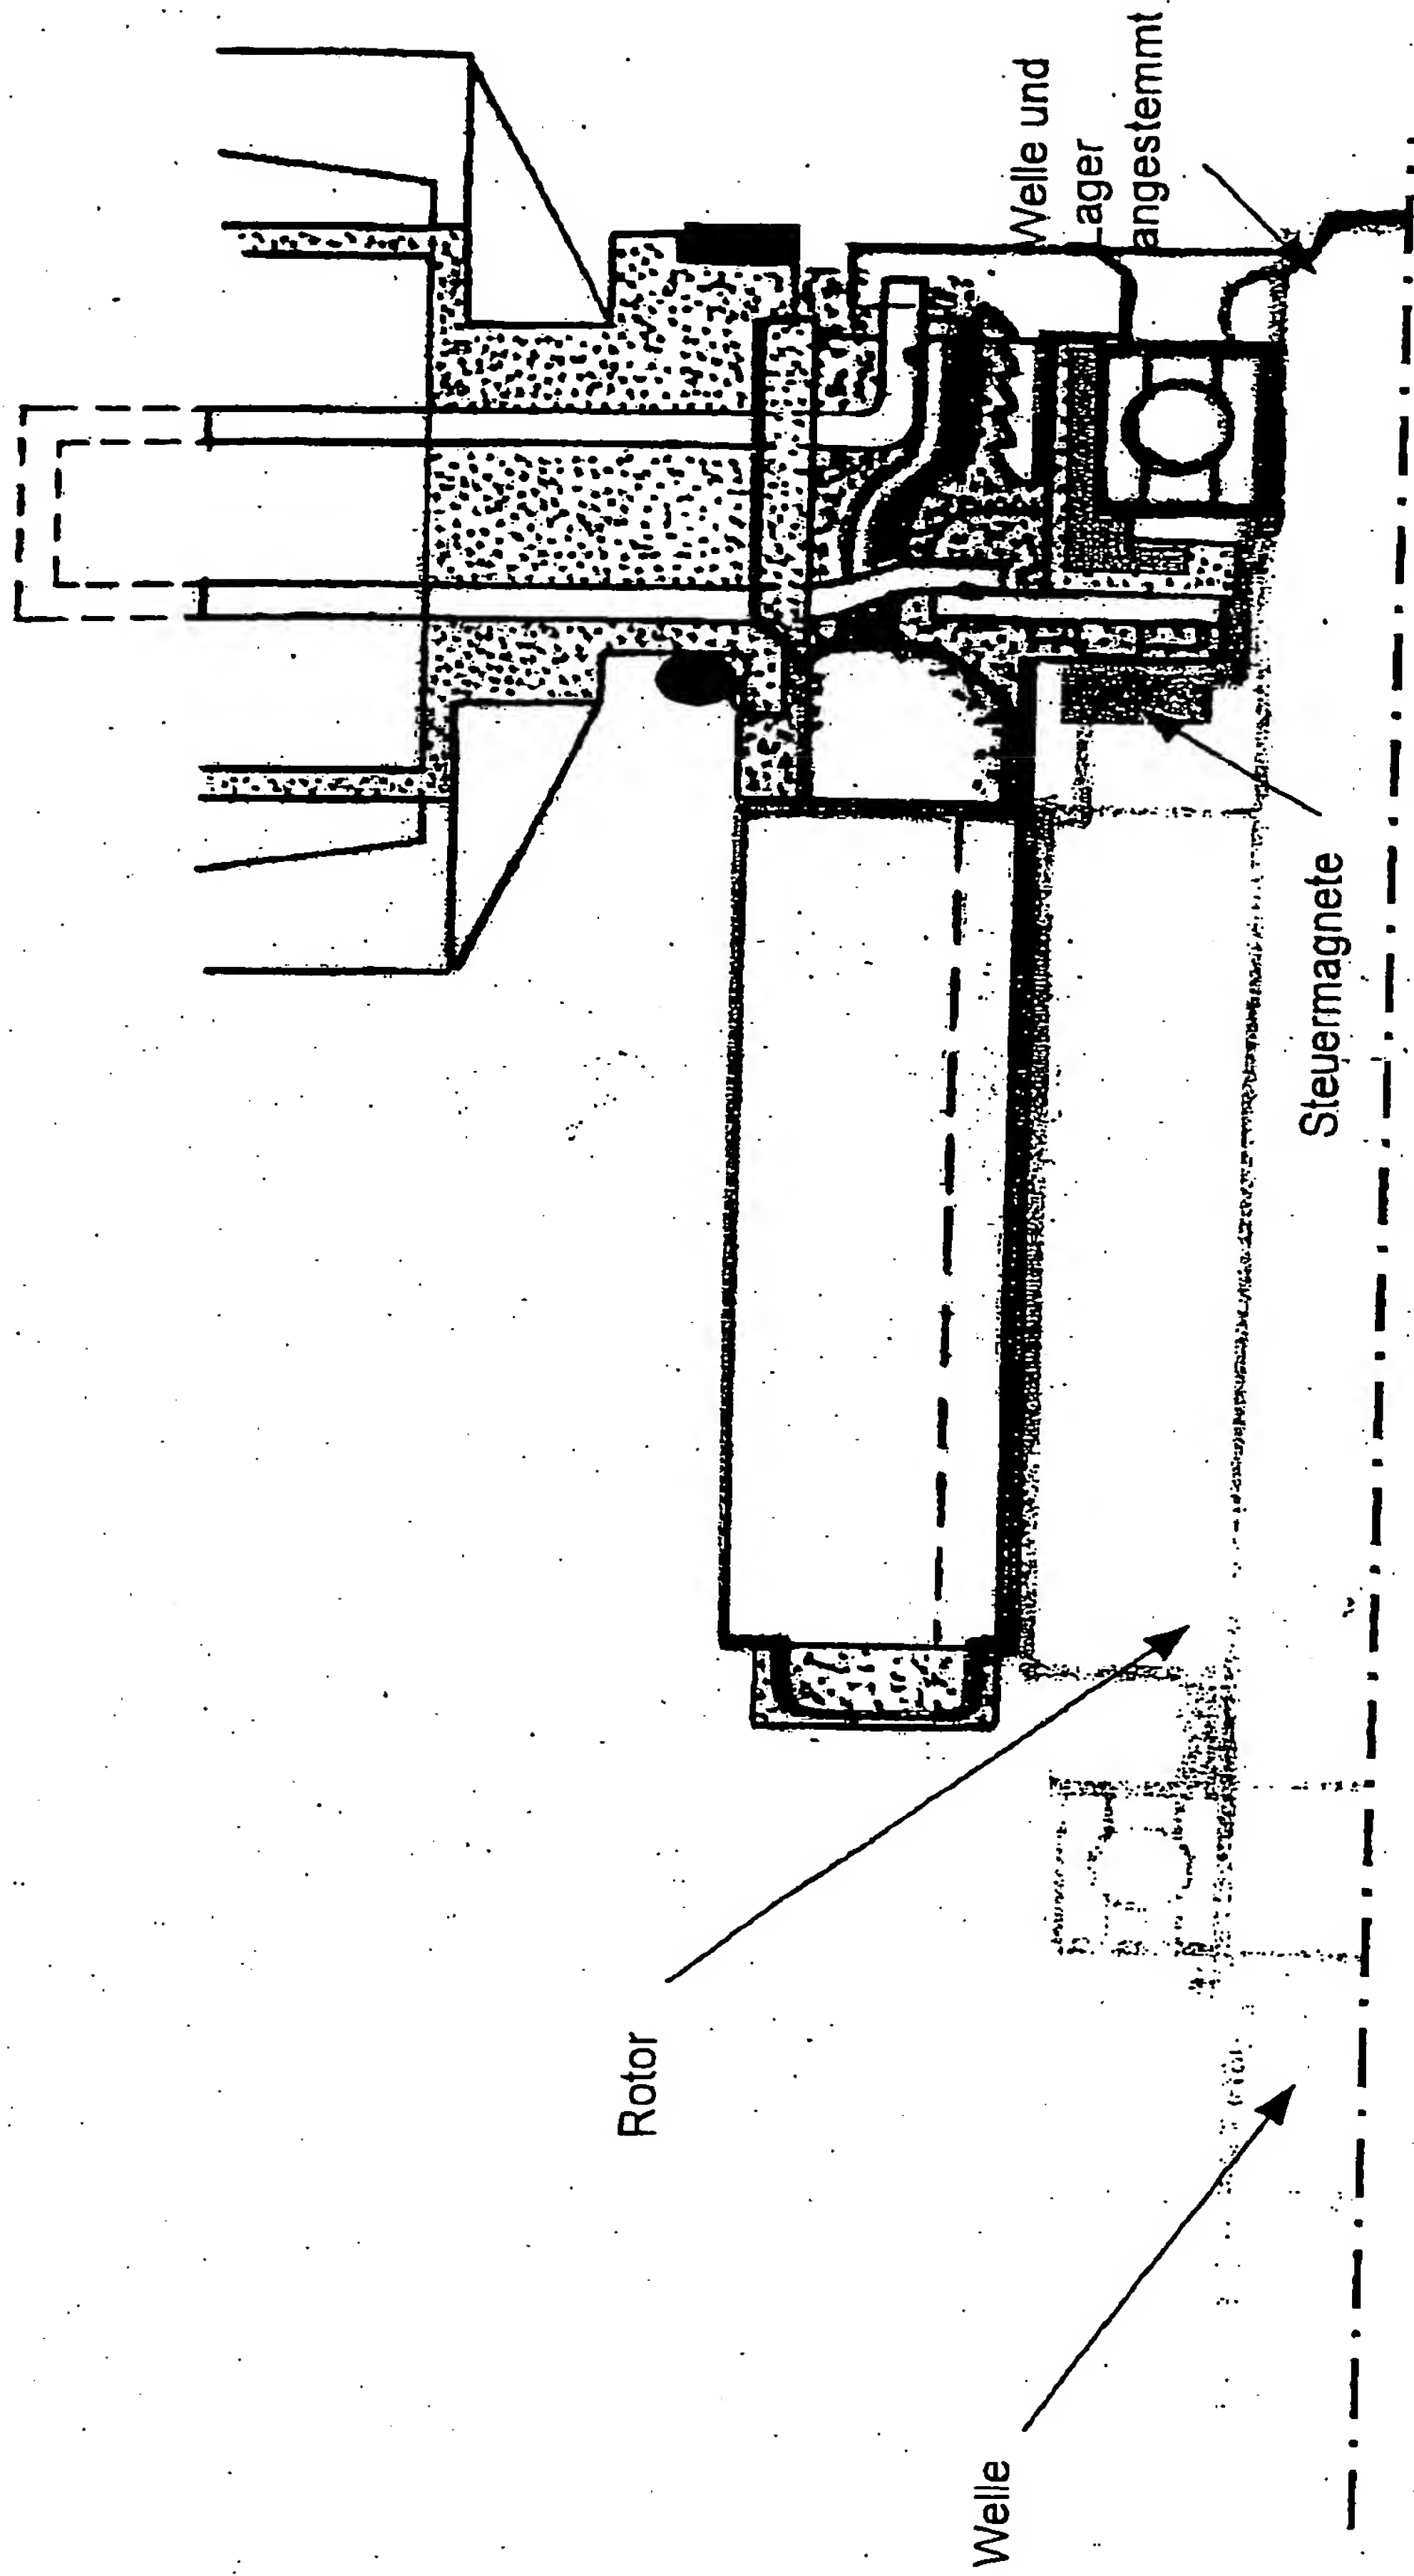 Welle und
Lager
angestemmt
Steuermagnete
Rotor
Welle